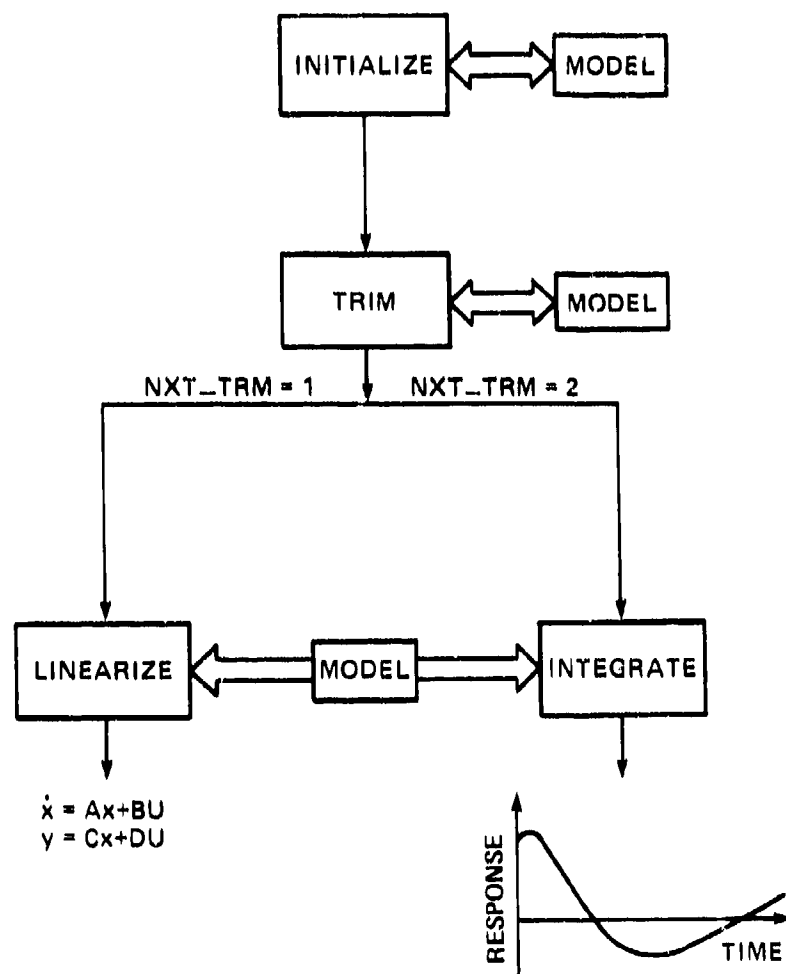 INITIALIZE
MODEL
TRIM
MODEL
NXT_TRM = 1
NXT_TRM = 2
LINEARIZE
MODEL
INTEGRATE
ẋ = Ax+BU
y = Cx+DU
RESPONSE
TIME